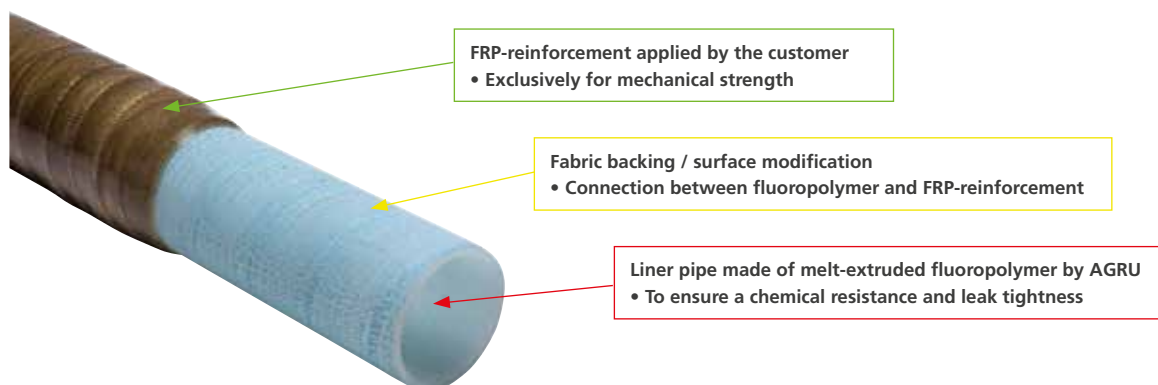 FRP-reinforcement applied by the customer
• Exclusively for mechanical strength
Fabric backing / surface modification
• Connection between fluoropolymer and FRP-reinforcement
Liner pipe made of melt-extruded fluoropolymer by AGRU
• To ensure a chemical resistance and leak tightness